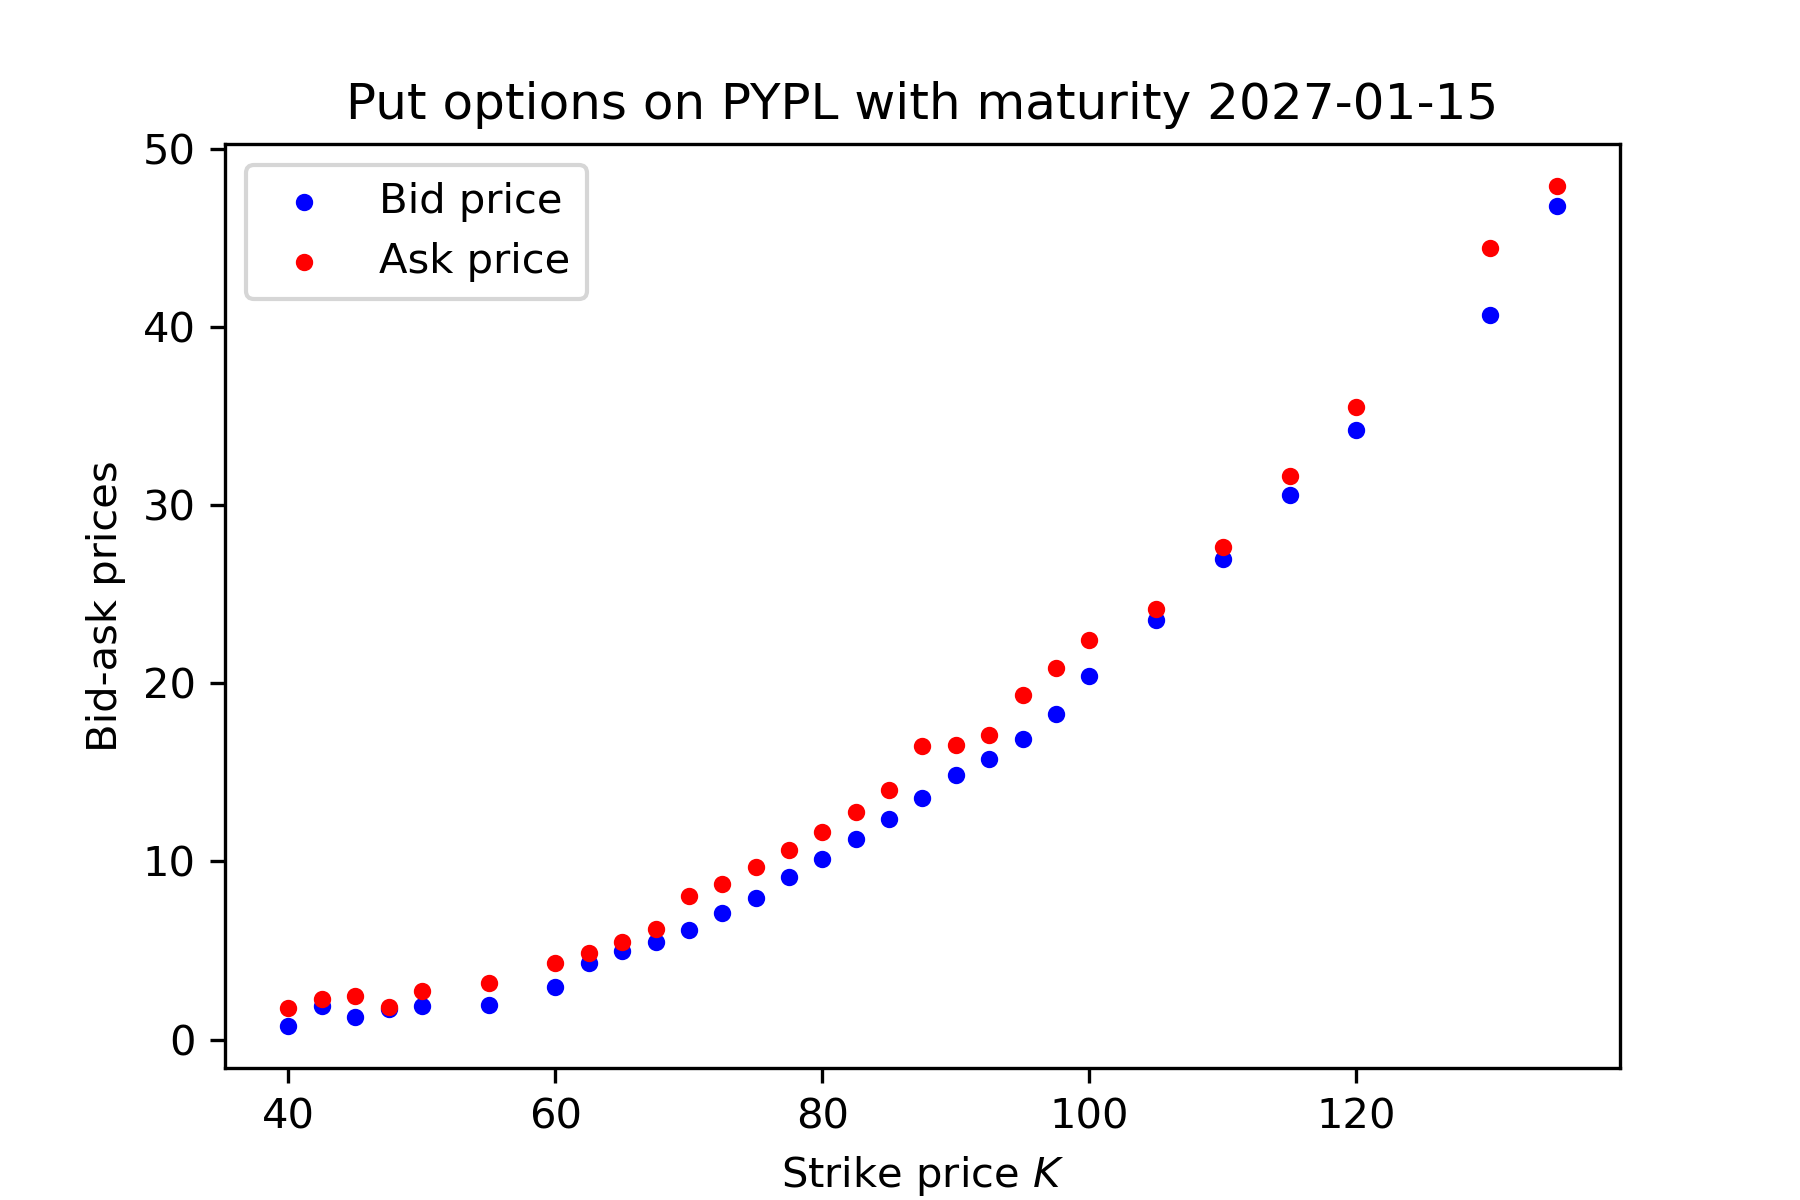 Put options on PYPL with maturity 2027-01-15
Bid price
Ask price
Bid-ask prices
50
40
30
20
10
0
40 60 80 100 120
Strike price K